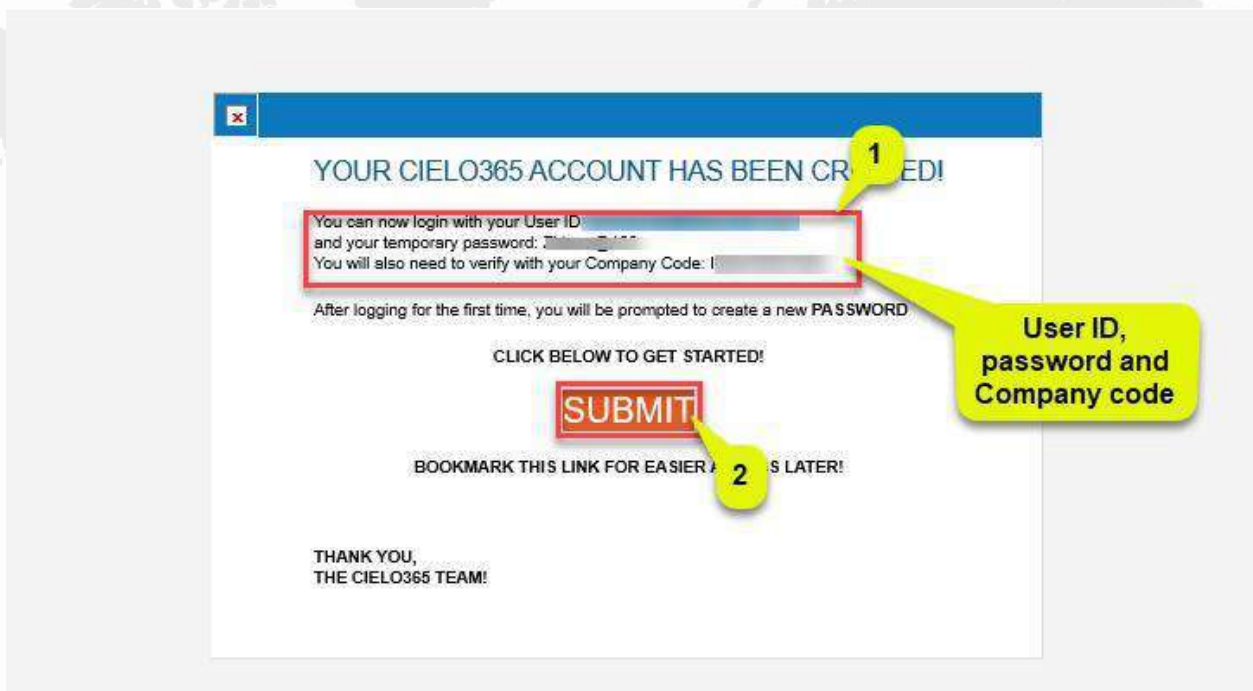 1
YOUR CIELO365 ACCOUNT HAS BEEN CR ED!
You can now login with your User ID
and your temporary password:
You will also need to verify with your Company Code:
After logging for the first time, you will be prompted to create a new PASSWORD
User ID,
password and
Company code
CLICK BELOW TO GET STARTED!
SUBMIT
2
BOOKMARK THIS LINK FOR EASIER S LATER!
THANK YOU,
THE CIELO365 TEAM!